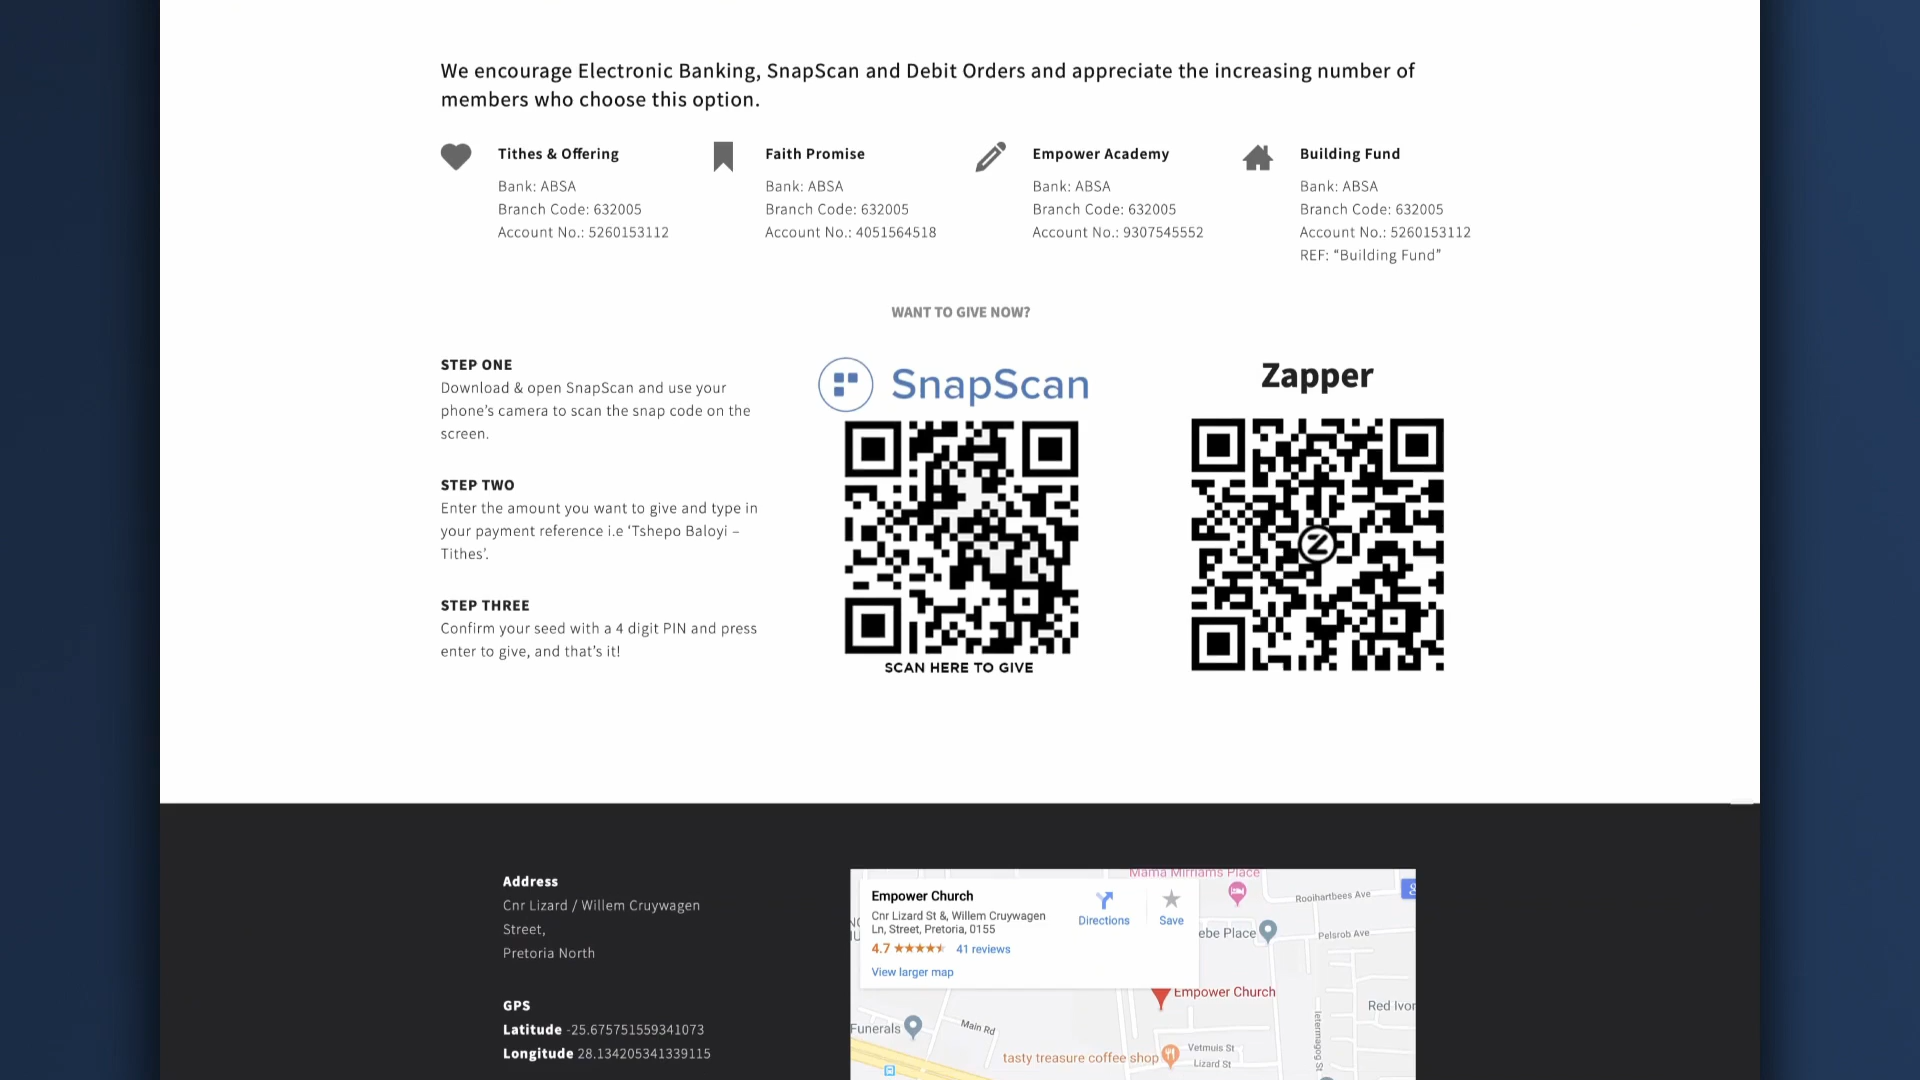 We encourage Electronic Banking, SnapScan and Debit Orders and appreciate the increasing number of
members who choose this option.
Tithes & Offering
Bank: ABSA
Branch Code: 632005
Account No.: 5260153112
Faith Promise
Bank: ABSA
Branch Code: 632005
Account No.: 4051564518
Empower Academy
Bank: ABSA
Branch Code: 632005
Account No.: 9307545552
Building Fund
Bank: ABSA
Branch Code: 632005
Account No.: 5260153112
REF: “Building Fund”
WANT TO GIVE NOW?
STEP ONE
Download & open SnapScan and use your
phone’s camera to scan the snap code on the
screen.
STEP TWO
Enter the amount you want to give and type in
your payment reference i.e ‘Tshepo Baloyi –
Tithes’.
STEP THREE
Confirm your seed with a 4 digit PIN and press
enter to give, and that’s it!
SnapScan
SCAN HERE TO GIVE
Zapper
Z
Address
Cnr Lizard / Willem Cruywagen
Street,
Pretoria North
GPS
Latitude -25.675751559341073
Longitude 28.134205341339115
Empower Church
Cnr Lizard St &, Willem Cruywagen
Ln, Street, Pretoria, 0155
4.7 ★★★★★ 41 reviews
View larger map
Directions
Save
Mama Mirriams Place
Rooihartbees Ave
ebe Place
Pelsrob Ave
Empower Church
Red Ivor
Funerals
Main Rd
tasty treasure coffee shop
Vetmuis St
Lizard St